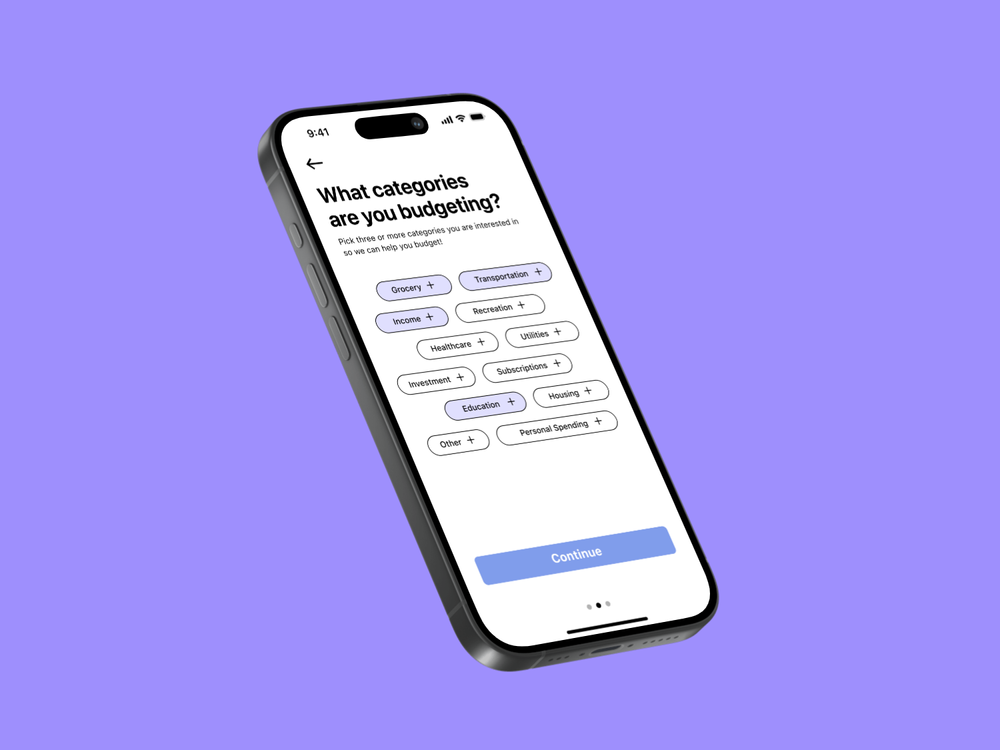 9:41
What categories
are you budgeting?
Pick three or more categories you are interested in
so we can help you budget!
Grocery +
Transportation +
Income +
Recreation +
Healthcare +
Utilities +
Investment +
Subscriptions +
Education +
Housing +
Other +
Personal Spending +
Continue